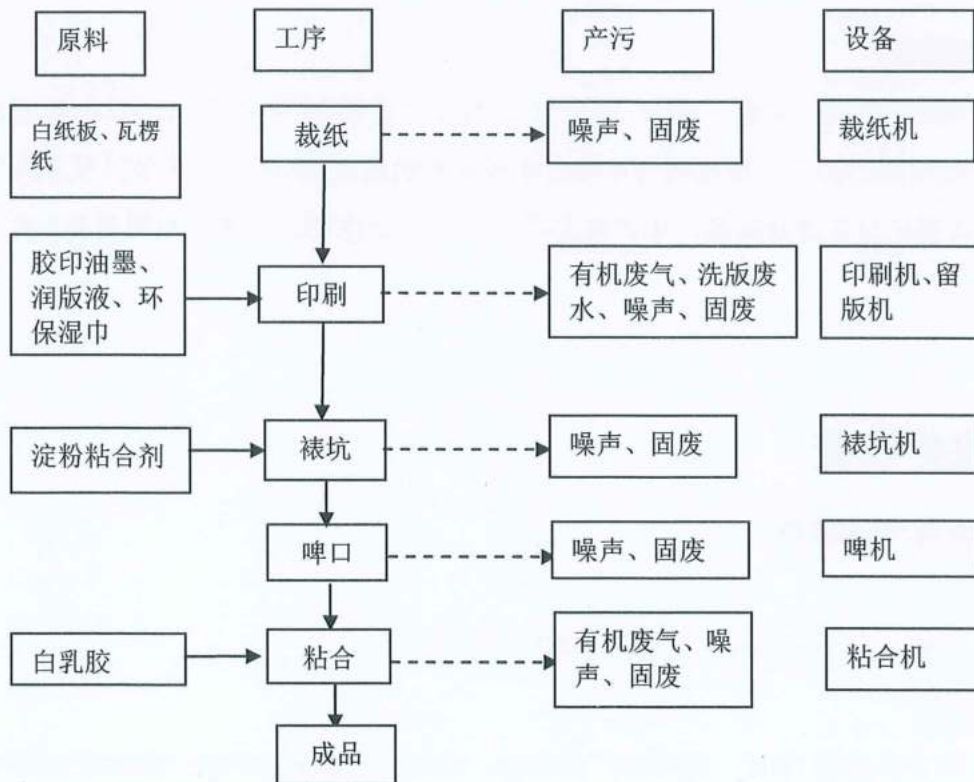 原料
工序
产污
设备
白纸板、瓦楞
纸
裁纸
噪声、固废
裁纸机
胶印油墨、
润版液、环
保湿巾
印刷
有机废气、洗版废
水、噪声、固废
印刷机、留
版机
淀粉粘合剂
裱坑
噪声、固废
裱坑机
啤口
噪声、固废
啤机
白乳胶
粘合
有机废气、噪
声、固废
粘合机
成品